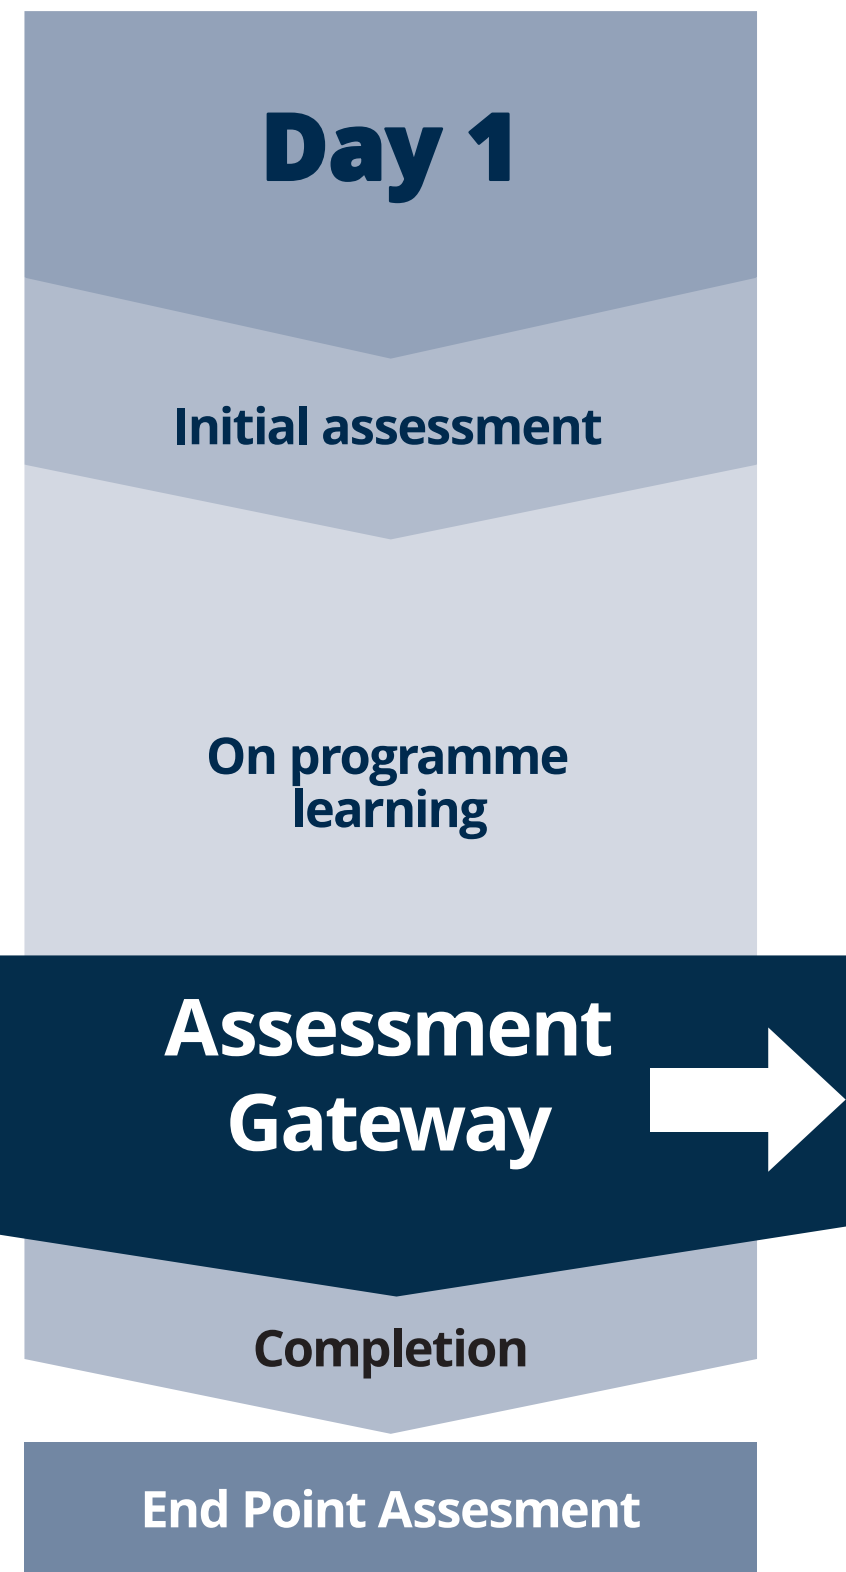 Day 1
Initial assessment
On programme
learning
Assessment
Gateway
Completion
End Point Assesment